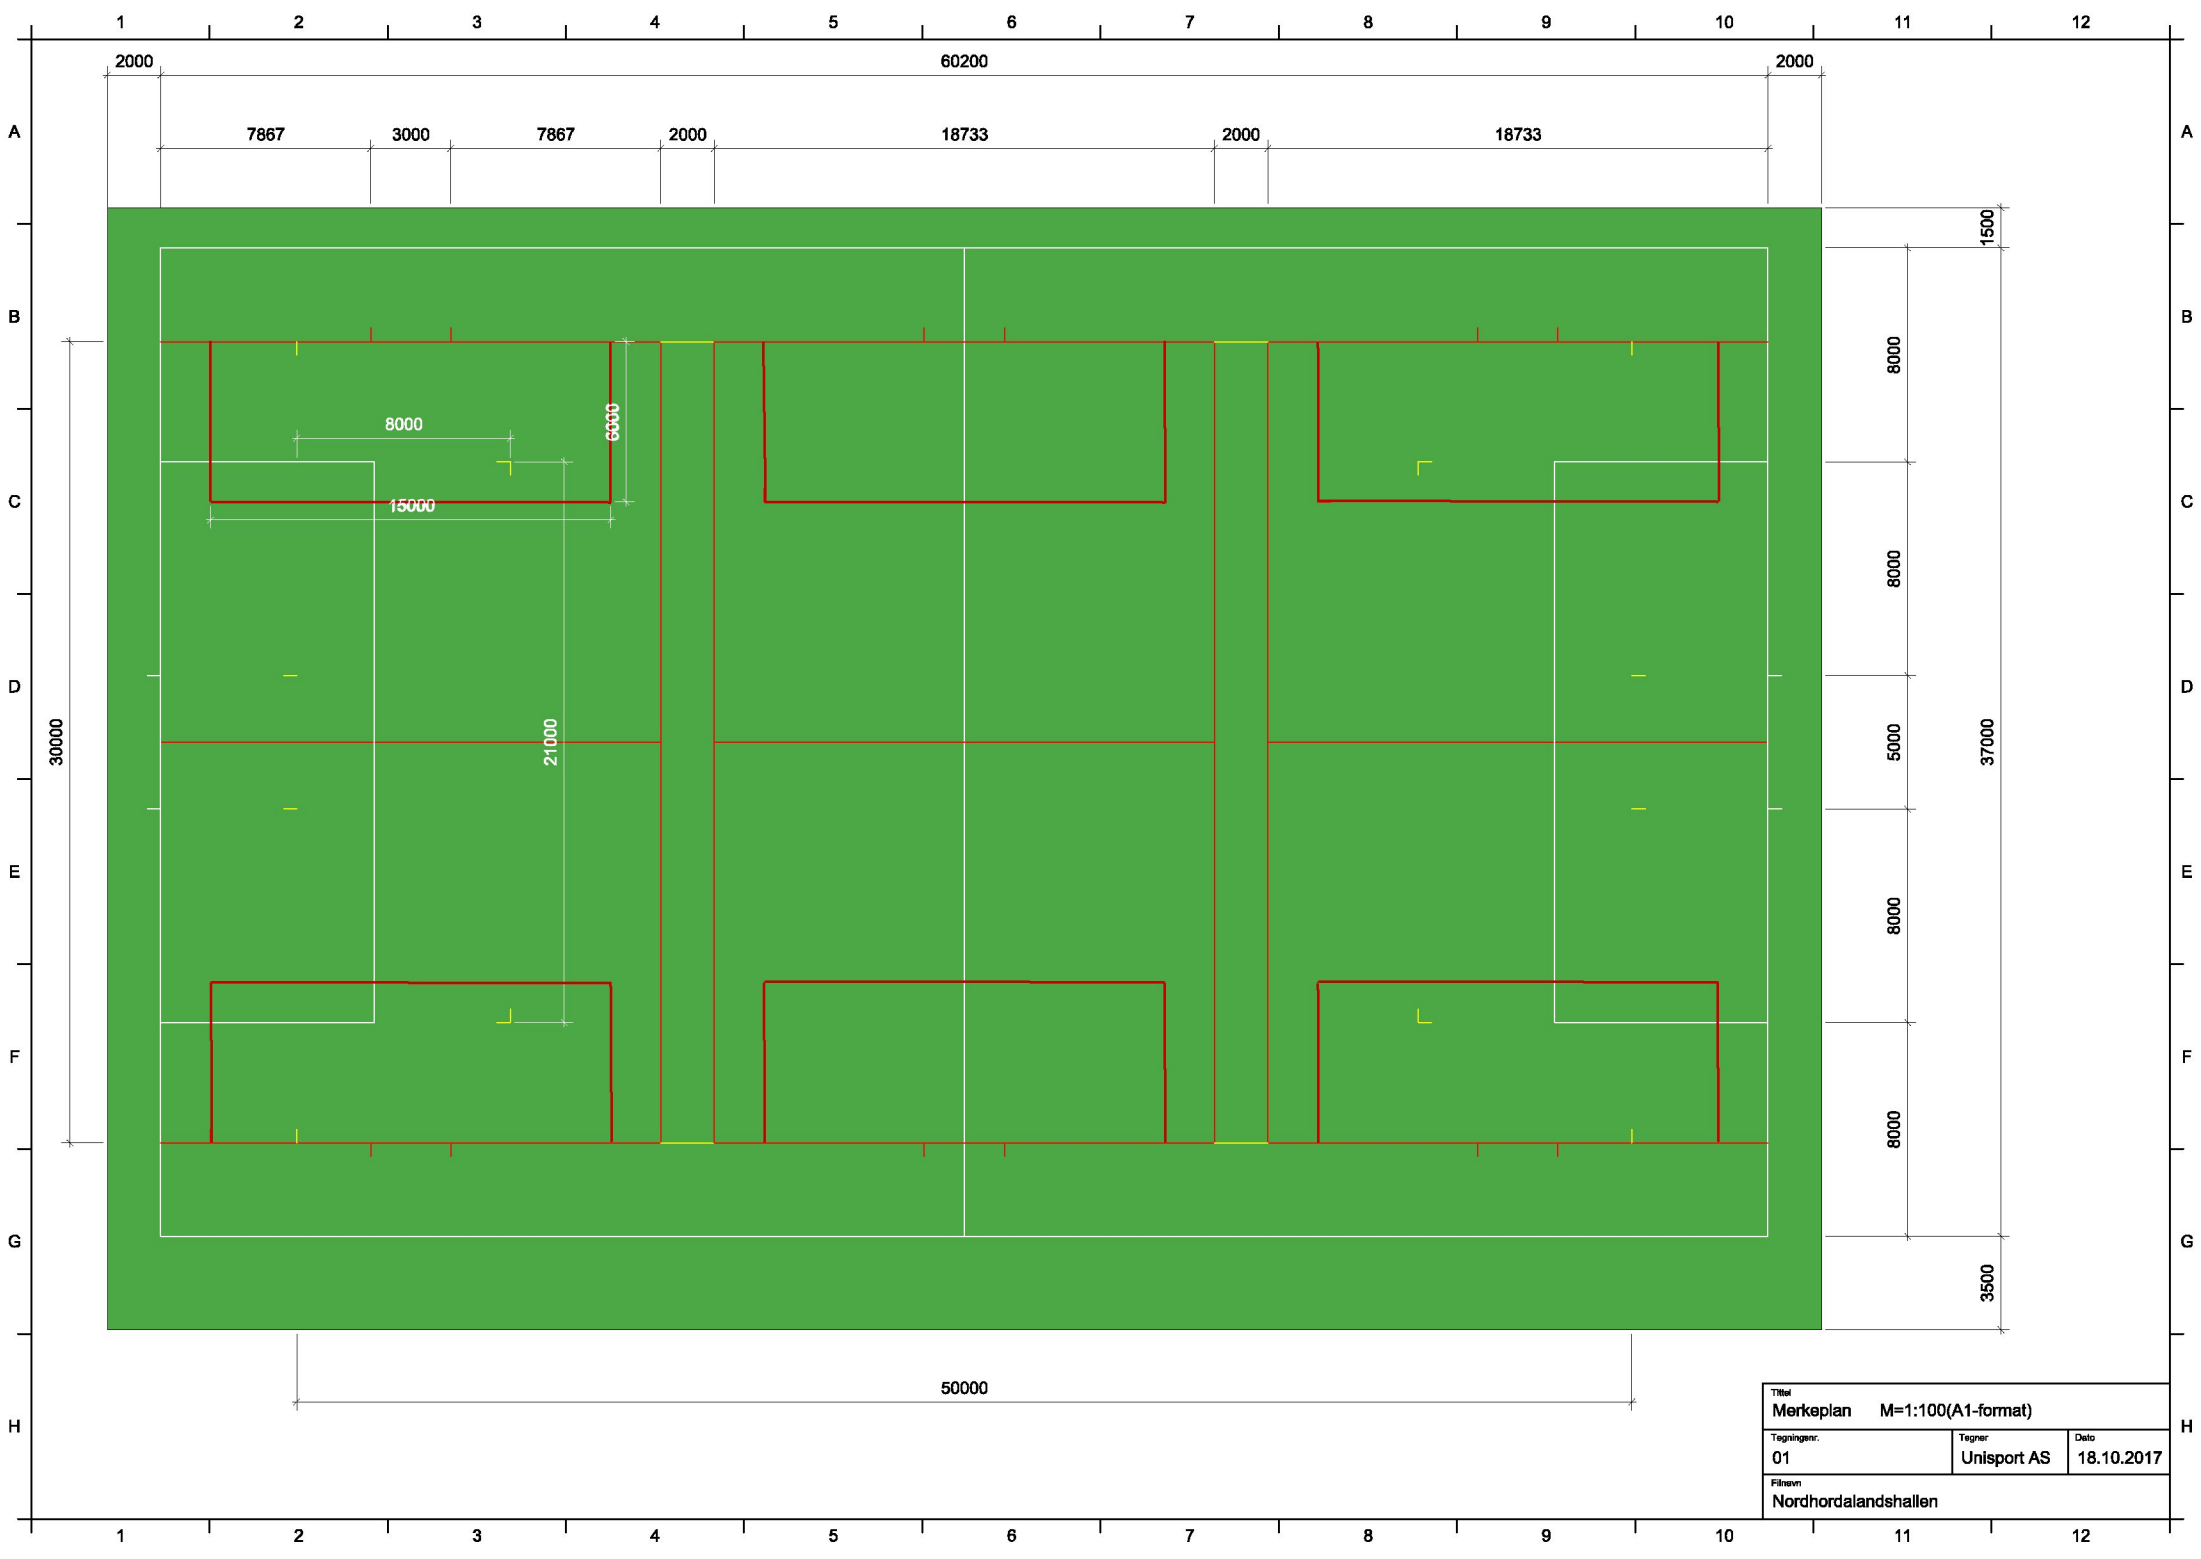 1 2 3 4 5 6 7 8 9 10 11 12
2000 60200 2000
7867 3000 7867 2000 18733 2000 18733
A A
1500
B B
8000
6000
8000
C C
15000
8000
D D
30000
21000
5000
37000
E E
8000
F F
8000
G G
3500
50000
H H
Tittel
Merkeplan M=1:100(A1-format)
Tegningsnr.
01
Tegner
Unisport AS
Dato
18.10.2017
Filnavn
Nordhordalandshallen
1 2 3 4 5 6 7 8 9 10 11 12